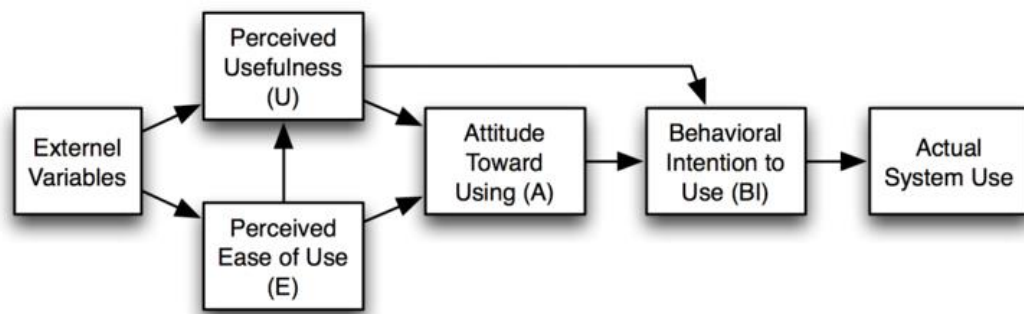 Perceived
Usefulness
(U)
Externel
Variables
Perceived
Ease of Use
(E)
Attitude
Toward
Using (A)
Behavioral
Intention to
Use (BI)
Actual
System Use